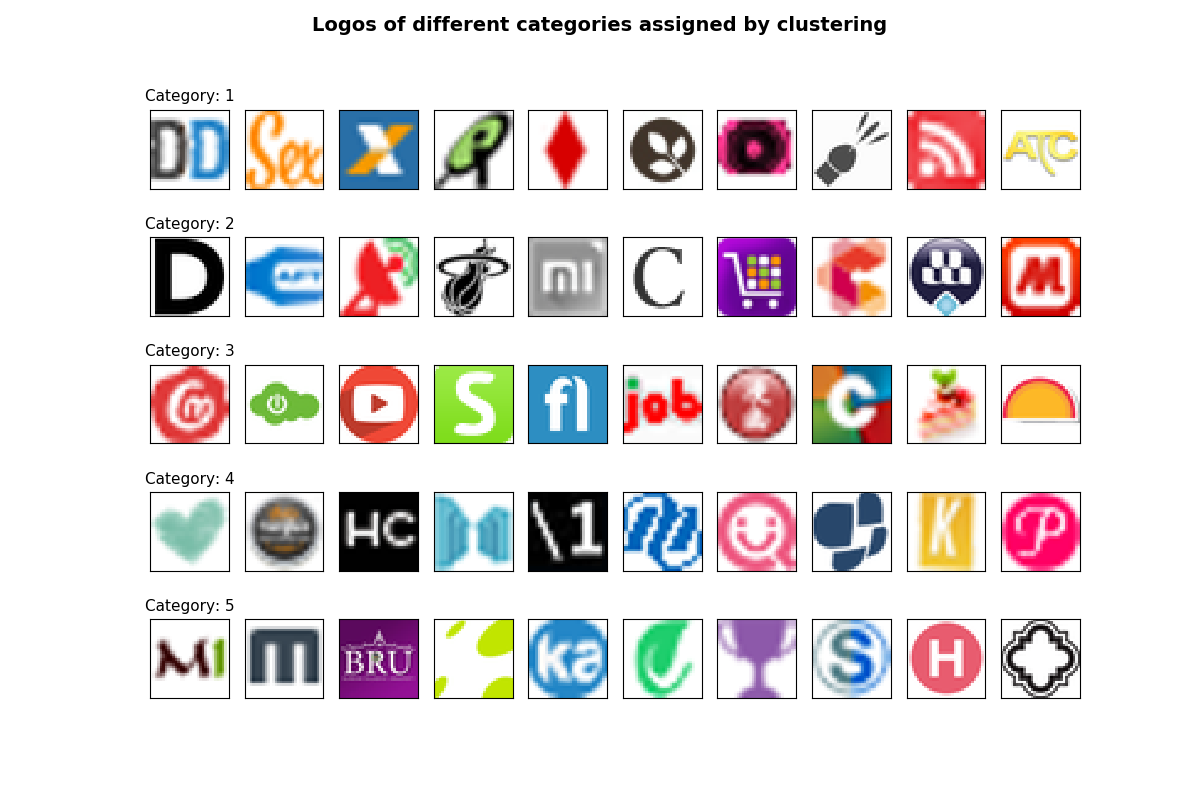 Logos of different categories assigned by clustering
Category: 1
DD Sex X ATC
Category: 2
D C M
Category: 3
S fl job C
Category: 4
HC \1 K P
Category: 5
M1 m BRU ka S H